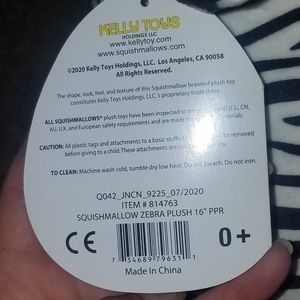 KELLY TOYS
HOLDINGS LLC
www.kellytoy.com
www.squishmallows.com
©2020 Kelly Toys Holdings, LLC. Los Angeles, CA 90058
All Rights Reserved.
The shape, look, feel, and texture of this Squishmallow branded plush toy
constitutes Kelly Toys Holdings, LLC.'s proprietary trade dress.
ALL SQUISHMALLOWS® plush toys have been to meet or U.S., CN,
AU, U.K. and European safety requirements and are made from
CAUTION: All plastic tags and attachments to a basic stuffed be removed
before giving to a child. These attachments are not
TO CLEAN: Machine wash cold, tumble dry low heat. Do not bleach. Do not iron.
Q042_JNCN_9225_07/2020
ITEM # 814763
SQUISHMALLOW ZEBRA PLUSH 16" PPR
CE
0+
7 34689 79631 1
Made In China